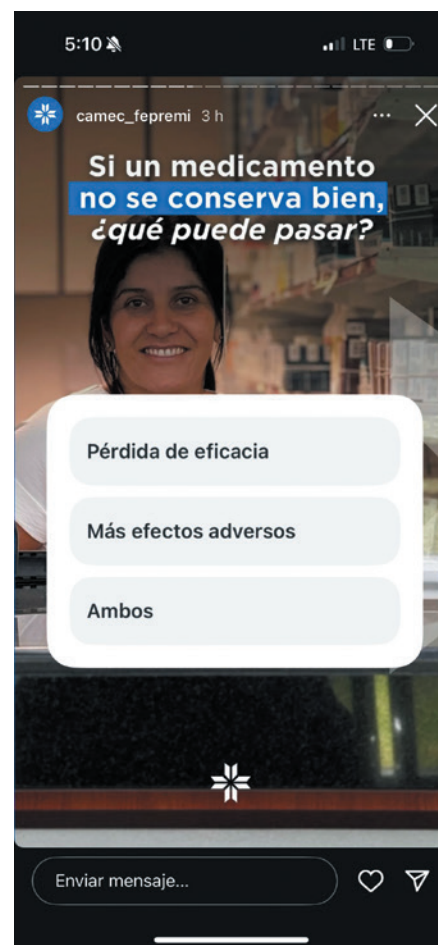 5:10
LTE
camec_fepremi 3 h
Si un medicamento
no se conserva bien,
¿qué puede pasar?
Pérdida de eficacia
Más efectos adversos
Ambos
Enviar mensaje...